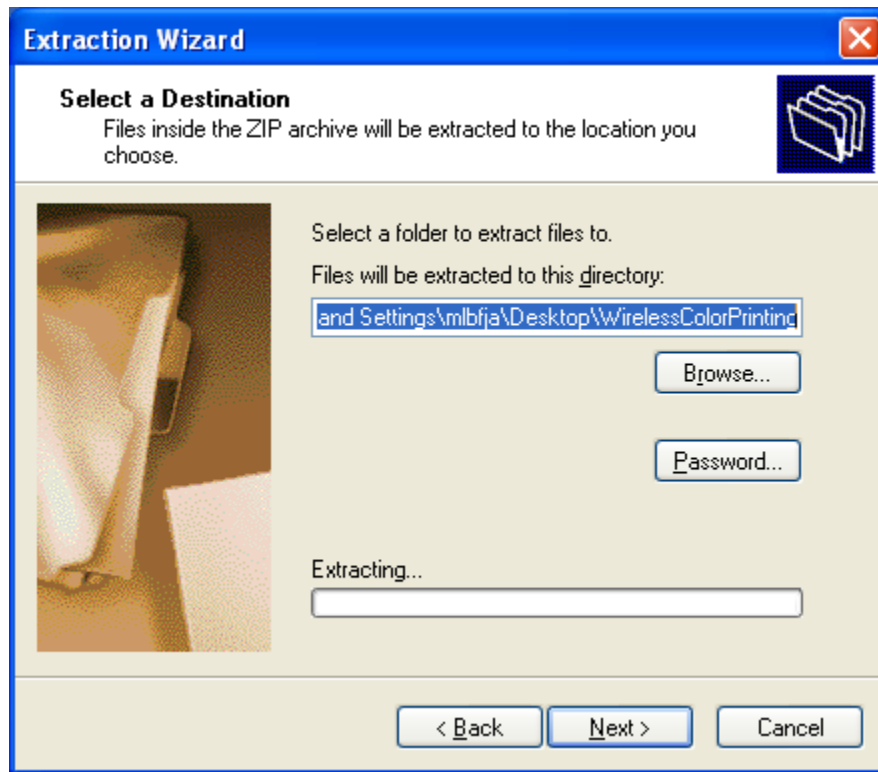 Extraction Wizard
Select a Destination
Files inside the ZIP archive will be extracted to the location you
choose.
Select a folder to extract files to.
Files will be extracted to this directory:
and Settings\mlbfja\Desktop\WirelessColorPrinting
Browse...
Password...
Extracting...
< Back Next > Cancel